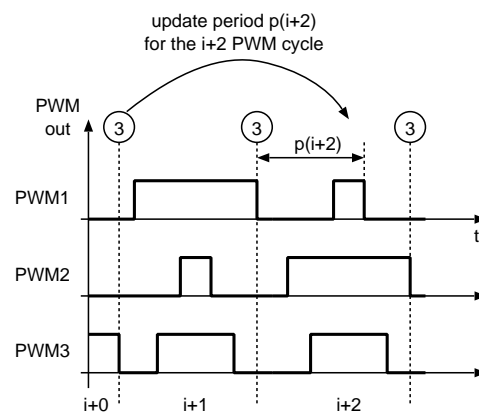 update period p(i+2)
for the i+2 PWM cycle
PWM
out
3
3
3
p(i+2)
PWM1
t
PWM2
PWM3
i+0
i+1
i+2